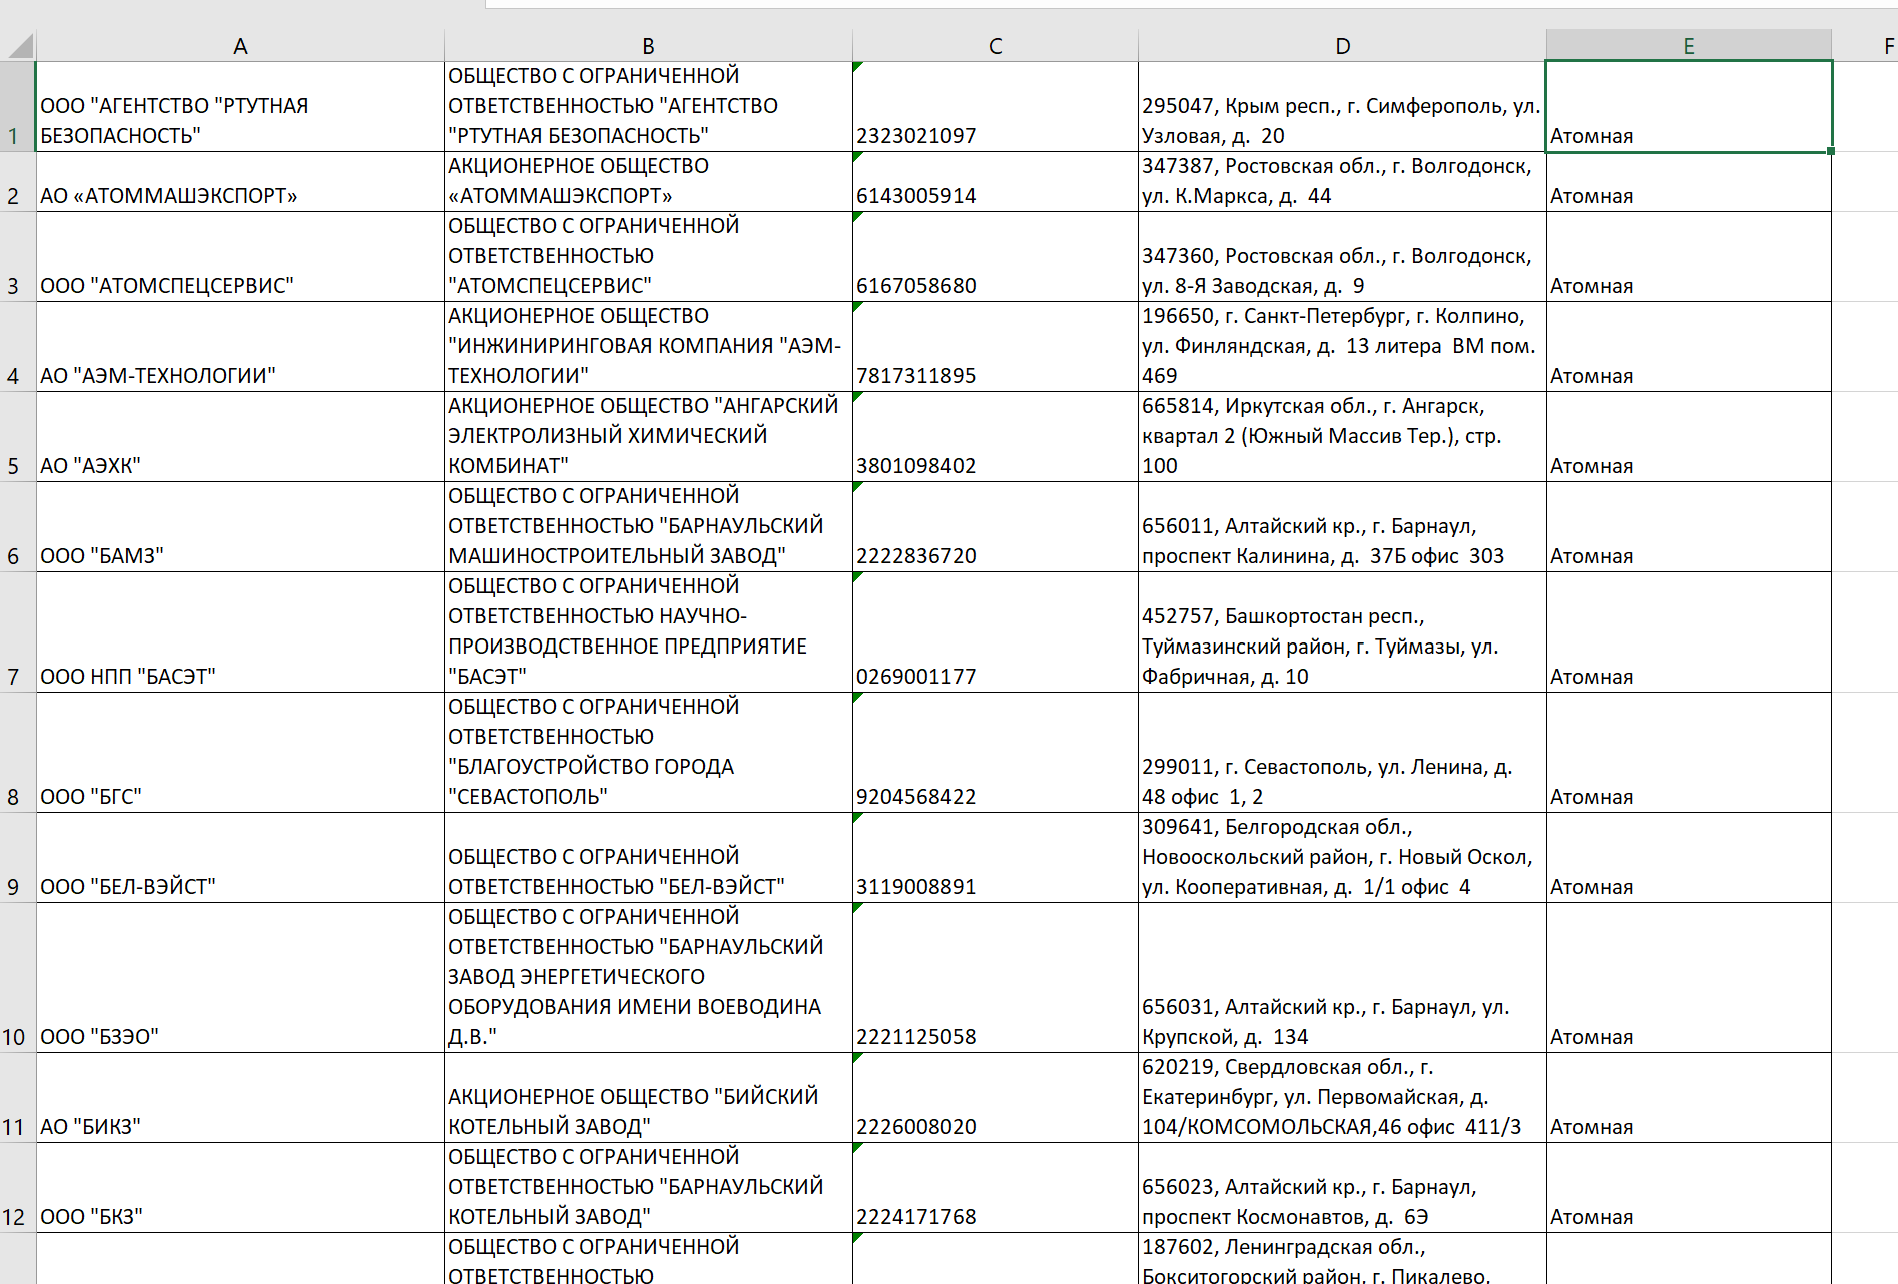 A B C D E F
1
ООО "АГЕНТСТВО "РТУТНАЯ
БЕЗОПАСНОСТЬ"
ОБЩЕСТВО С ОГРАНИЧЕННОЙ
ОТВЕТСТВЕННОСТЬЮ "АГЕНТСТВО
"РТУТНАЯ БЕЗОПАСНОСТЬ"
2323021097
295047, Крым респ., г. Симферополь, ул.
Узловая, д.  20
Атомная
2
АО «АТОММАШЭКСПОРТ»
АКЦИОНЕРНОЕ ОБЩЕСТВО
«АТОММАШЭКСПОРТ»
6143005914
347387, Ростовская обл., г. Волгодонск,
ул. К.Маркса, д.  44
Атомная
3
ООО "АТОМСПЕЦСЕРВИС"
ОБЩЕСТВО С ОГРАНИЧЕННОЙ
ОТВЕТСТВЕННОСТЬЮ
"АТОМСПЕЦСЕРВИС"
6167058680
347360, Ростовская обл., г. Волгодонск,
ул. 8-Я Заводская, д.  9
Атомная
4
АО "АЭМ-ТЕХНОЛОГИИ"
АКЦИОНЕРНОЕ ОБЩЕСТВО
"ИНЖИНИРИНГОВАЯ КОМПАНИЯ "АЭМ-
ТЕХНОЛОГИИ"
7817311895
196650, г. Санкт-Петербург, г. Колпино,
ул. Финляндская, д.  13 литера  ВМ пом.
469
Атомная
5
АО "АЭХК"
АКЦИОНЕРНОЕ ОБЩЕСТВО "АНГАРСКИЙ
ЭЛЕКТРОЛИЗНЫЙ ХИМИЧЕСКИЙ
КОМБИНАТ"
3801098402
665814, Иркутская обл., г. Ангарск,
квартал 2 (Южный Массив Тер.), стр.
100
Атомная
6
ООО "БАМЗ"
ОБЩЕСТВО С ОГРАНИЧЕННОЙ
ОТВЕТСТВЕННОСТЬЮ "БАРНАУЛЬСКИЙ
МАШИНОСТРОИТЕЛЬНЫЙ ЗАВОД"
2222836720
656011, Алтайский кр., г. Барнаул,
проспект Калинина, д.  37Б офис  303
Атомная
7
ООО НПП "БАСЭТ"
ОБЩЕСТВО С ОГРАНИЧЕННОЙ
ОТВЕТСТВЕННОСТЬЮ НАУЧНО-
ПРОИЗВОДСТВЕННОЕ ПРЕДПРИЯТИЕ
"БАСЭТ"
0269001177
452757, Башкортостан респ.,
Туймазинский район, г. Туймазы, ул.
Фабричная, д. 10
Атомная
8
ООО "БГС"
ОБЩЕСТВО С ОГРАНИЧЕННОЙ
ОТВЕТСТВЕННОСТЬЮ
"БЛАГОУСТРОЙСТВО ГОРОДА
"СЕВАСТОПОЛЬ"
9204568422
299011, г. Севастополь, ул. Ленина, д.
48 офис  1, 2
Атомная
9
ООО "БЕЛ-ВЭЙСТ"
ОБЩЕСТВО С ОГРАНИЧЕННОЙ
ОТВЕТСТВЕННОСТЬЮ "БЕЛ-ВЭЙСТ"
3119008891
309641, Белгородская обл.,
Новооскольский район, г. Новый Оскол,
ул. Кооперативная, д.  1/1 офис  4
Атомная
10
ООО "БЗЭО"
ОБЩЕСТВО С ОГРАНИЧЕННОЙ
ОТВЕТСТВЕННОСТЬЮ "БАРНАУЛЬСКИЙ
ЗАВОД ЭНЕРГЕТИЧЕСКОГО
ОБОРУДОВАНИЯ ИМЕНИ ВОЕВОДИНА
Д.В."
2221125058
656031, Алтайский кр., г. Барнаул, ул.
Крупской, д.  134
Атомная
11
АО "БИКЗ"
АКЦИОНЕРНОЕ ОБЩЕСТВО "БИЙСКИЙ
КОТЕЛЬНЫЙ ЗАВОД"
2226008020
620219, Свердловская обл., г.
Екатеринбург, ул. Первомайская, д.
104/КОМСОМОЛЬСКАЯ,46 офис  411/3
Атомная
12
ООО "БКЗ"
ОБЩЕСТВО С ОГРАНИЧЕННОЙ
ОТВЕТСТВЕННОСТЬЮ "БАРНАУЛЬСКИЙ
КОТЕЛЬНЫЙ ЗАВОД"
2224171768
656023, Алтайский кр., г. Барнаул,
проспект Космонавтов, д.  6Э
Атомная
ОБЩЕСТВО С ОГРАНИЧЕННОЙ
ОТВЕТСТВЕННОСТЬЮ
187602, Ленинградская обл.,
Бокситогорский район, г. Пикалево,